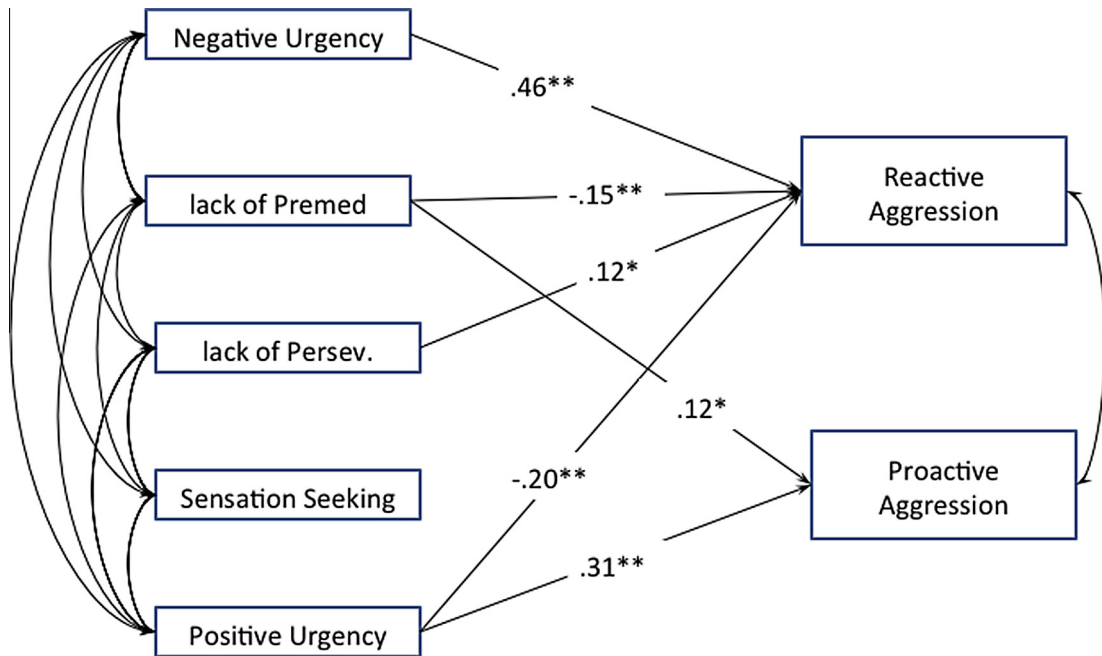 Negative Urgency
.46**
lack of Premed
-.15**
Reactive
Aggression
.12*
lack of Persev.
.12*
Sensation Seeking
-.20**
Proactive
Aggression
.31**
Positive Urgency